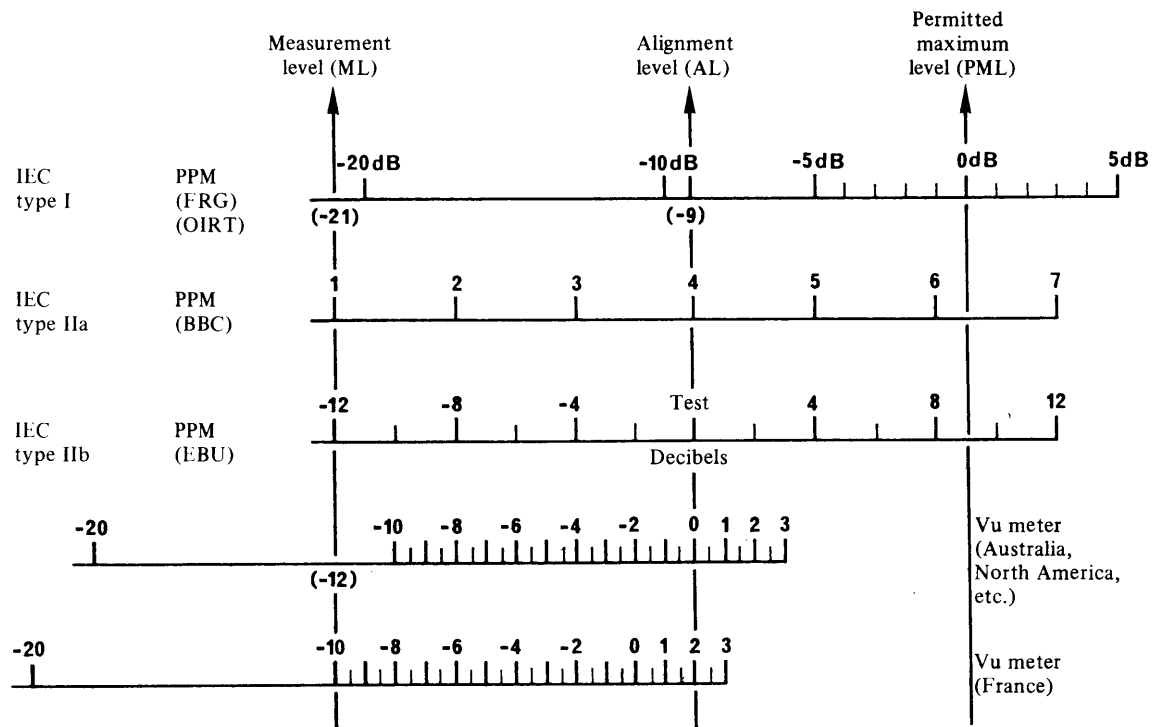 Measurement
level (ML)
Alignment
level (AL)
Permitted
maximum
level (PML)
IEC
type I
PPM
(FRG)
(OIRT)
-20dB -10dB -5dB 0dB 5dB
(-21) (-9)
IEC
type IIa
PPM
(BBC)
1 2 3 4 5 6 7
IEC
type IIb
PPM
(EBU)
-12 -8 -4 Test 4 8 12
Decibels
-20 -10 -8 -6 -4 -2 0 1 2 3
(-12)
Vu meter
(Australia,
North America,
etc.)
-20 -10 -8 -6 -4 -2 0 1 2 3
Vu meter
(France)